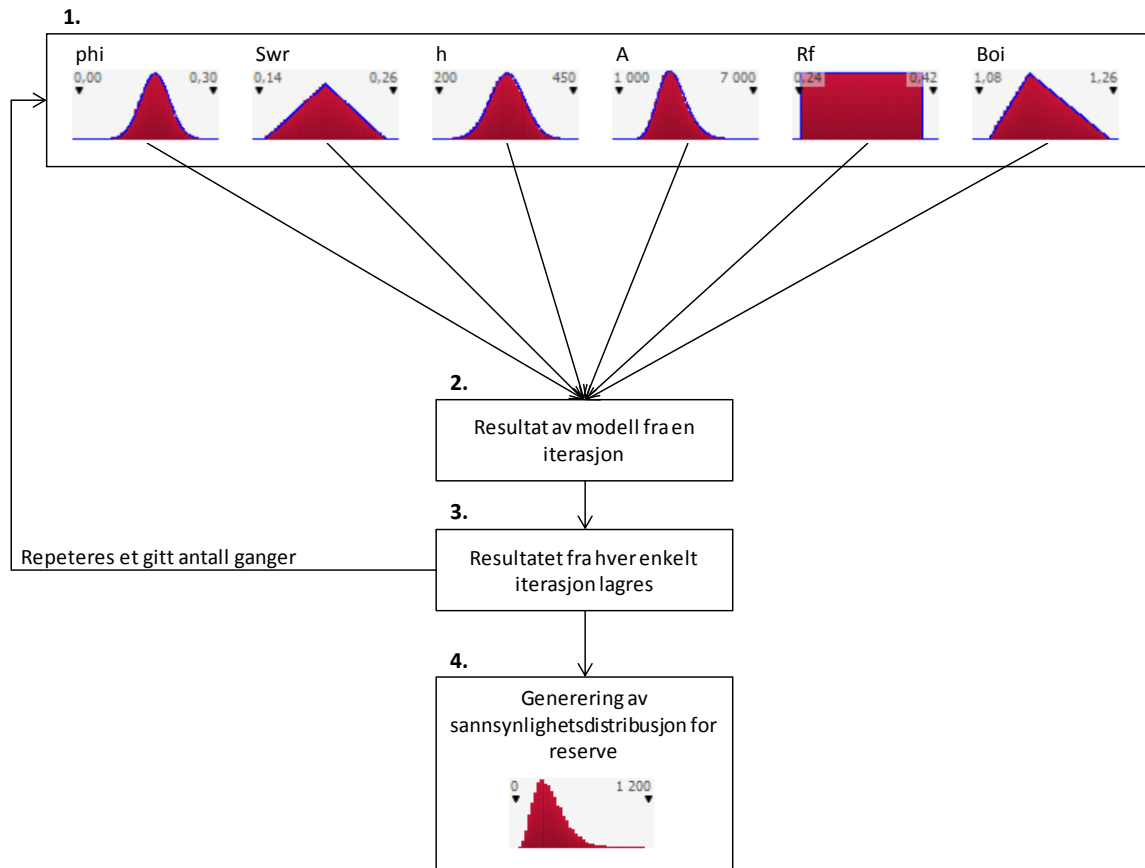 1.
phi Swr h A Rf Boi
0,00 0,30 0,14 0,26 200 450 1 000 7 000 0,24 0,42 1,08 1,26
2.
Resultat av modell fra en
iterasjon
3.
Resultatet fra hver enkelt
iterasjon lagres
Repeteres et gitt antall ganger
4.
Generering av
sannsynlighetsdistribusjon for
reserve
0 1 200